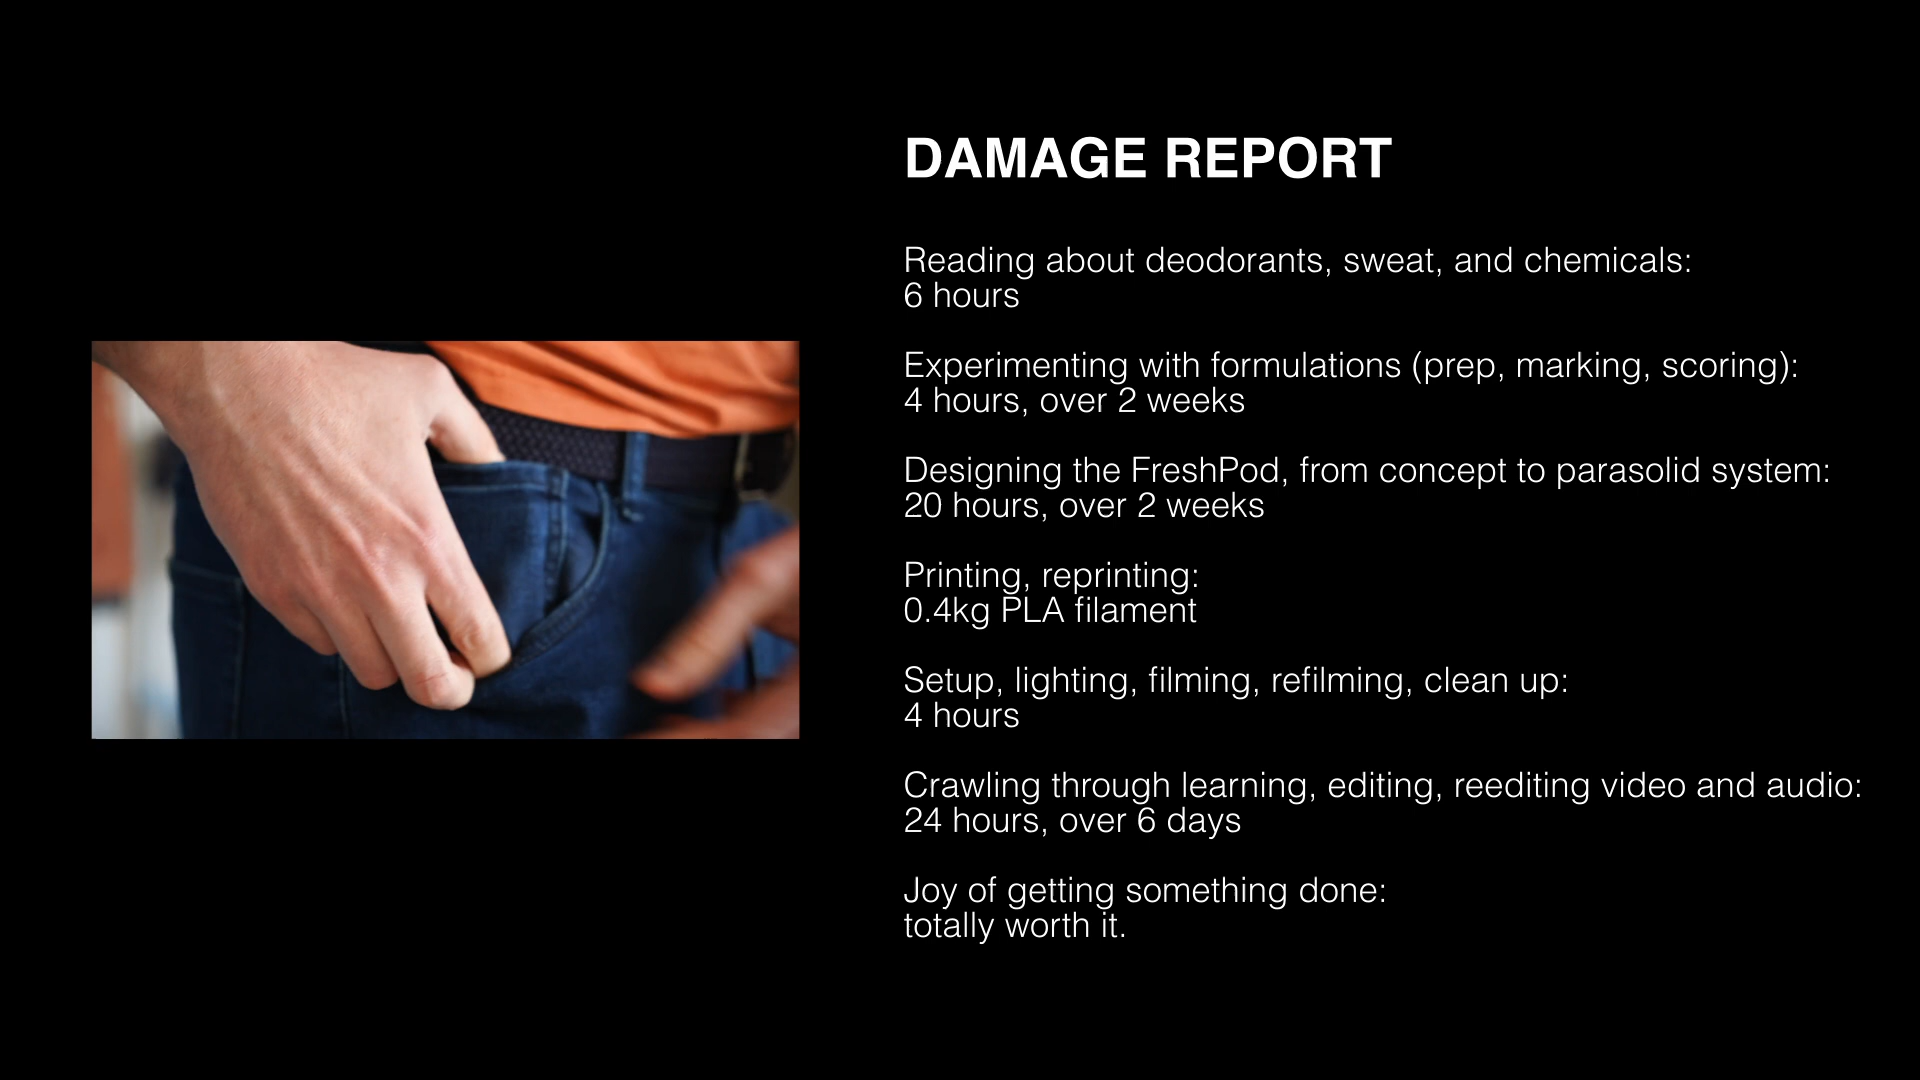 DAMAGE REPORT
Reading about deodorants, sweat, and chemicals:
6 hours
Experimenting with formulations (prep, marking, scoring):
4 hours, over 2 weeks
Designing the FreshPod, from concept to parasolid system:
20 hours, over 2 weeks
Printing, reprinting:
0.4kg PLA filament
Setup, lighting, filming, refilming, clean up:
4 hours
Crawling through learning, editing, reediting video and audio:
24 hours, over 6 days
Joy of getting something done:
totally worth it.